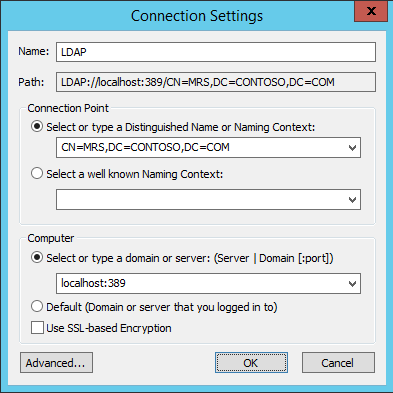 Connection Settings
x
Name: LDAP
Path: LDAP://localhost:389/CN=MRS,DC=CONTOSO,DC=COM
Connection Point
Select or type a Distinguished Name or Naming Context:
CN=MRS,DC=CONTOSO,DC=COM
Select a well known Naming Context:
Computer
Select or type a domain or server: (Server | Domain [:port])
localhost:389
Default (Domain or server that you logged in to)
Use SSL-based Encryption
Advanced... OK Cancel